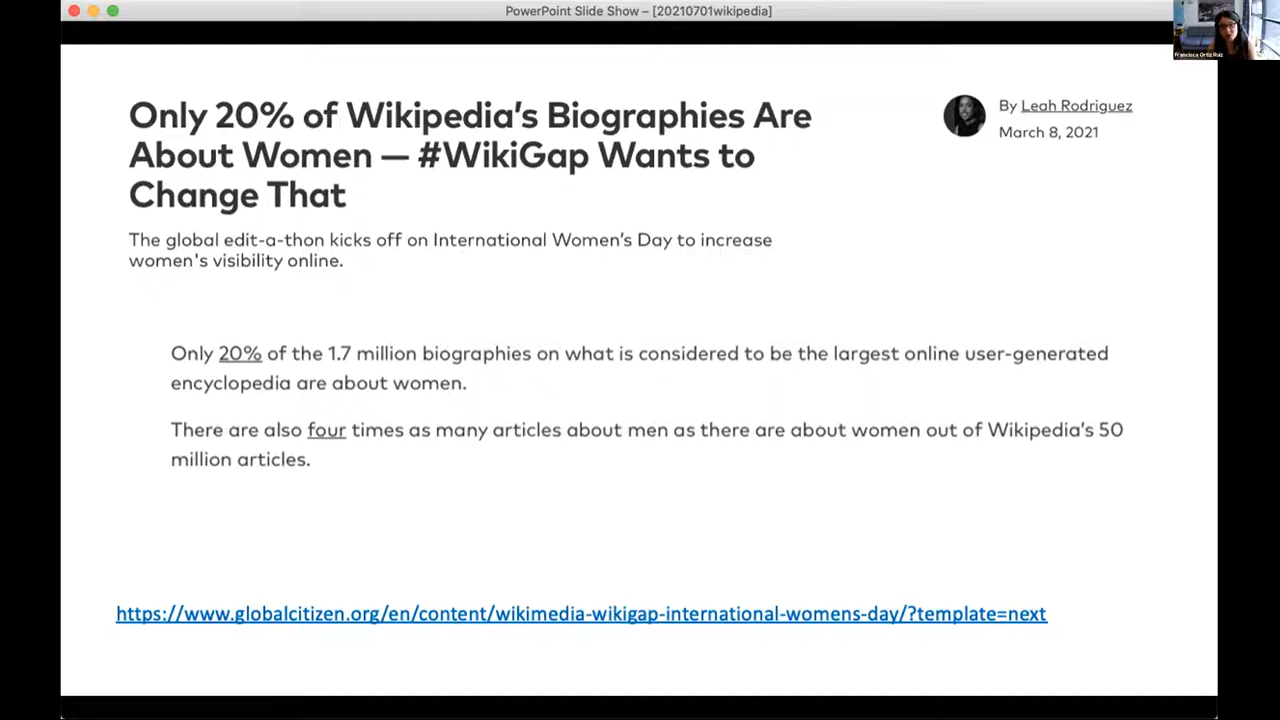 PowerPoint Slide Show – [20210701wikipedia]
Francisca Ortiz Ruiz
Only 20% of Wikipedia’s Biographies Are
About Women — #WikiGap Wants to
Change That
By Leah Rodriguez
March 8, 2021
The global edit-a-thon kicks off on International Women’s Day to increase
women's visibility online.
Only 20% of the 1.7 million biographies on what is considered to be the largest online user-generated
encyclopedia are about women.
There are also four times as many articles about men as there are about women out of Wikipedia’s 50
million articles.
https://www.globalcitizen.org/en/content/wikimedia-wikigap-international-womens-day/?template=next